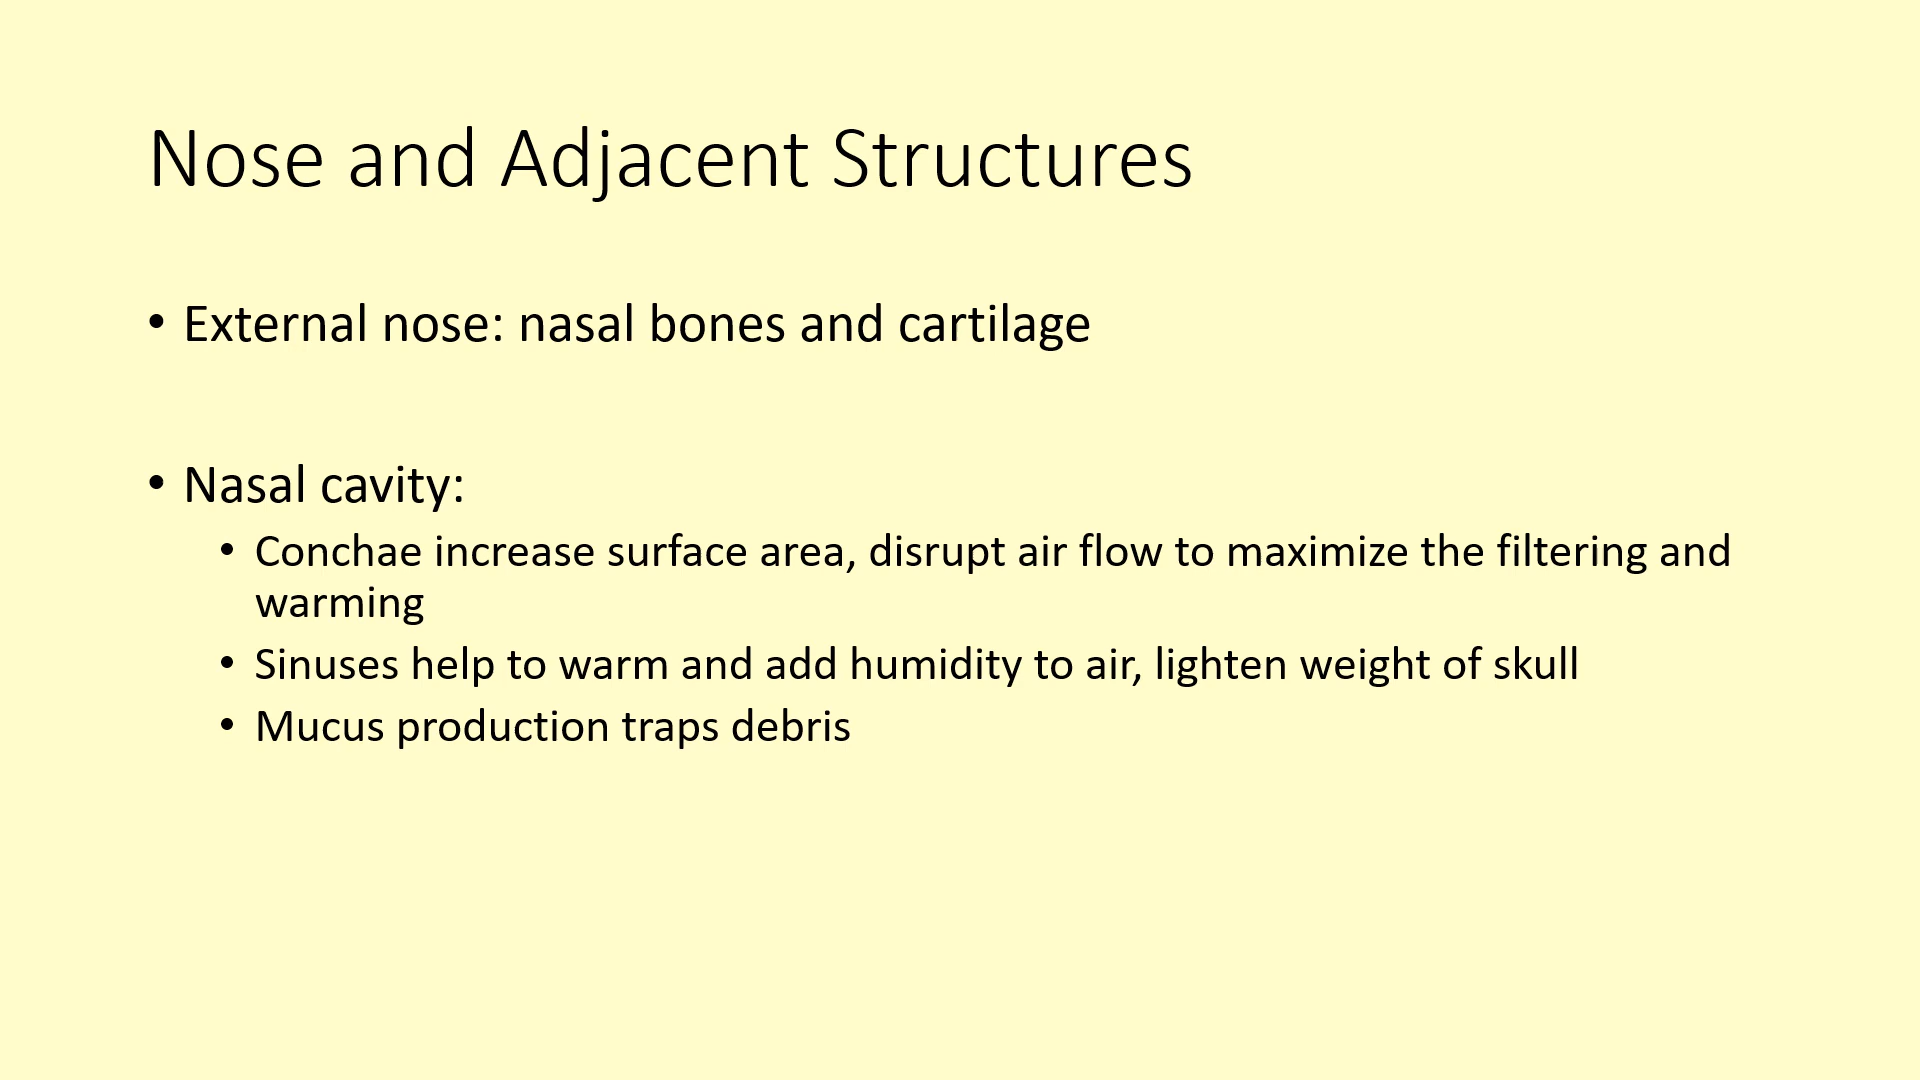 Nose and Adjacent Structures
• External nose: nasal bones and cartilage
• Nasal cavity:
• Conchae increase surface area, disrupt air flow to maximize the filtering and
warming
• Sinuses help to warm and add humidity to air, lighten weight of skull
• Mucus production traps debris